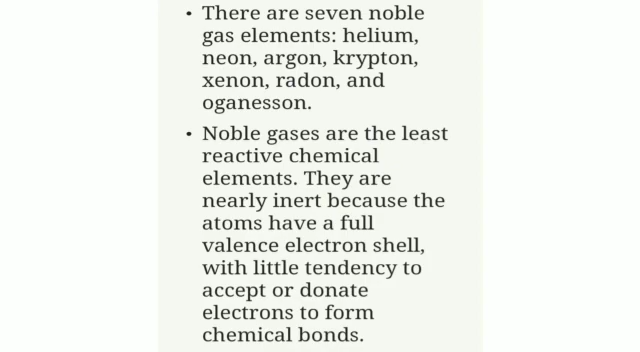 • There are seven noble
gas elements: helium,
neon, argon, krypton,
xenon, radon, and
oganesson.
• Noble gases are the least
reactive chemical
elements. They are
nearly inert because the
atoms have a full
valence electron shell,
with little tendency to
accept or donate
electrons to form
chemical bonds.